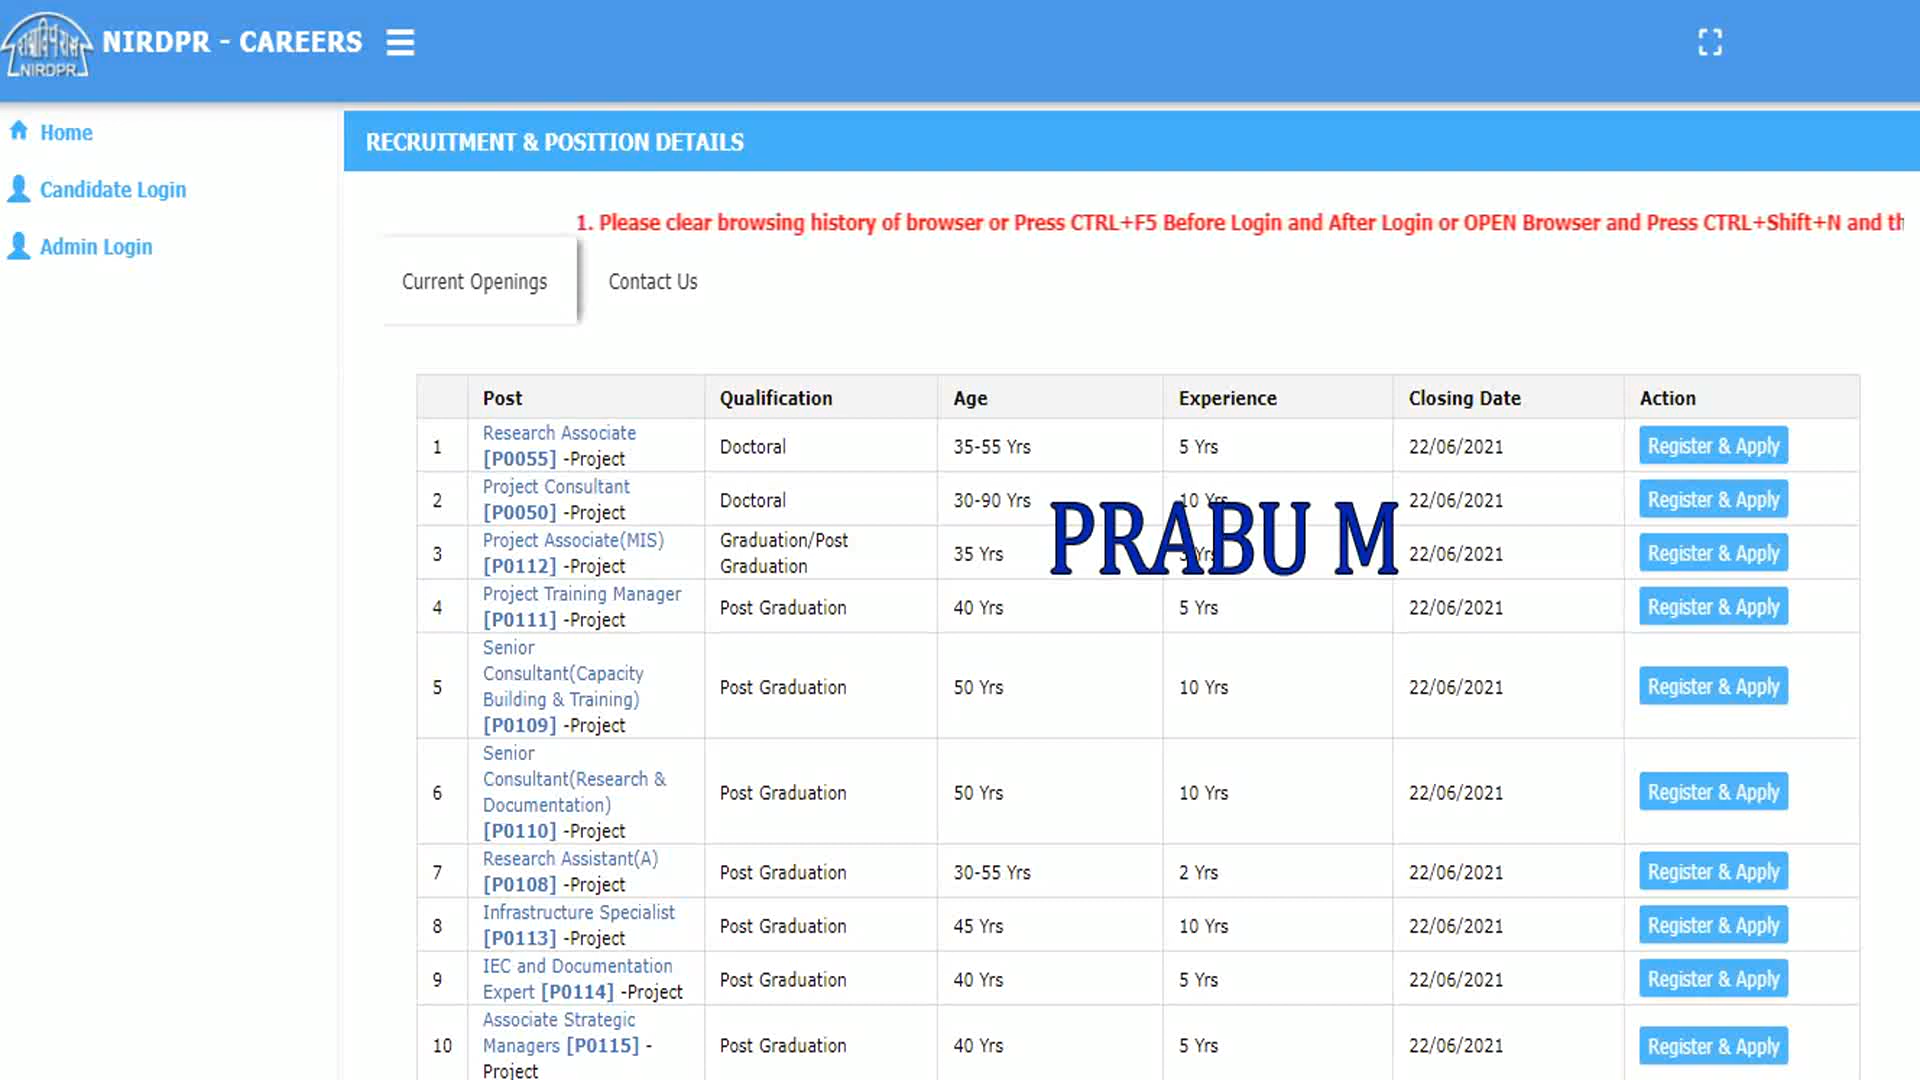 NIRDPR
NIRDPR - CAREERS
Home
Candidate Login
Admin Login
RECRUITMENT & POSITION DETAILS
1. Please clear browsing history of browser or Press CTRL+F5 Before Login and After Login or OPEN Browser and Press CTRL+Shift+N and th
Current Openings Contact Us
Post Qualification Age Experience Closing Date Action
1 Research Associate [P0055] -Project Doctoral 35-55 Yrs 5 Yrs 22/06/2021 Register & Apply
2 Project Consultant [P0050] -Project Doctoral 30-90 Yrs 10 Yrs 22/06/2021 Register & Apply
PRABU M
3 Project Associate(MIS) [P0112] -Project Graduation/Post Graduation 35 Yrs Yrs 22/06/2021 Register & Apply
4 Project Training Manager [P0111] -Project Post Graduation 40 Yrs 5 Yrs 22/06/2021 Register & Apply
5 Senior Consultant(Capacity Building & Training) [P0109] -Project Post Graduation 50 Yrs 10 Yrs 22/06/2021 Register & Apply
6 Senior Consultant(Research & Documentation) [P0110] -Project Post Graduation 50 Yrs 10 Yrs 22/06/2021 Register & Apply
7 Research Assistant(A) [P0108] -Project Post Graduation 30-55 Yrs 2 Yrs 22/06/2021 Register & Apply
8 Infrastructure Specialist [P0113] -Project Post Graduation 45 Yrs 10 Yrs 22/06/2021 Register & Apply
9 IEC and Documentation Expert [P0114] -Project Post Graduation 40 Yrs 5 Yrs 22/06/2021 Register & Apply
10 Associate Strategic Managers [P0115] - Project Post Graduation 40 Yrs 5 Yrs 22/06/2021 Register & Apply